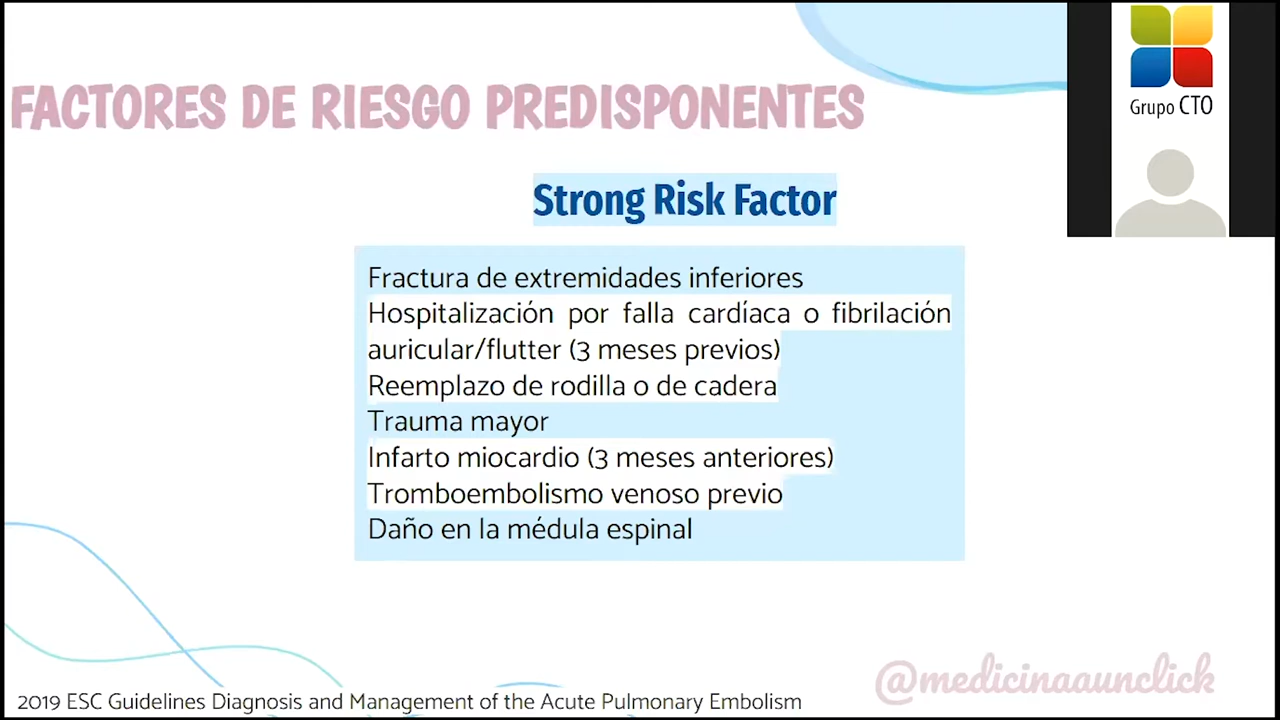 FACTORES DE RIESGO PREDISPONENTES
Grupo CTO
Strong Risk Factor
Fractura de extremidades inferiores
Hospitalización por falla cardíaca o fibrilación
auricular/flutter (3 meses previos)
Reemplazo de rodilla o de cadera
Trauma mayor
Infarto miocardio (3 meses anteriores)
Tromboembolismo venoso previo
Daño en la médula espinal
@medicinaaunclick
2019 ESC Guidelines Diagnosis and Management of the Acute Pulmonary Embolism